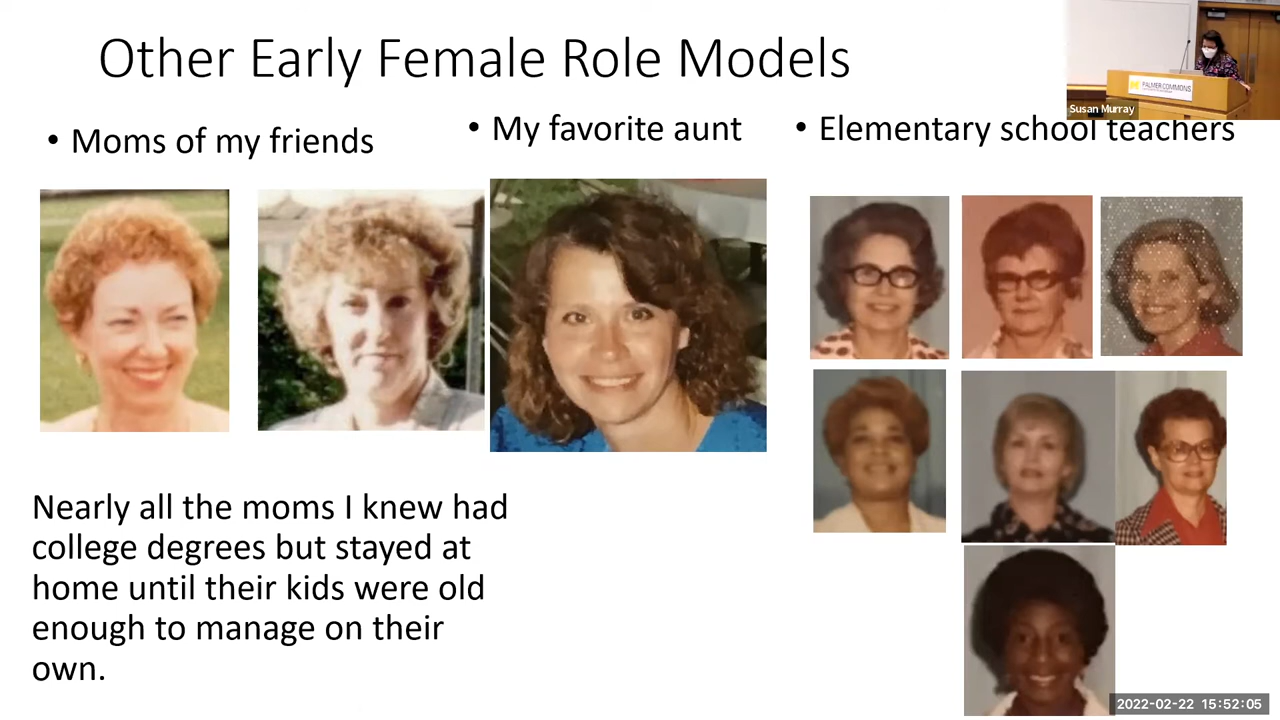 Other Early Female Role Models
• Moms of my friends
• My favorite aunt
• Elementary school teachers
Nearly all the moms I knew had
college degrees but stayed at
home until their kids were old
enough to manage on their
own.
PALMER COMMONS
Susan Murray
2022-02-22 15:52:05